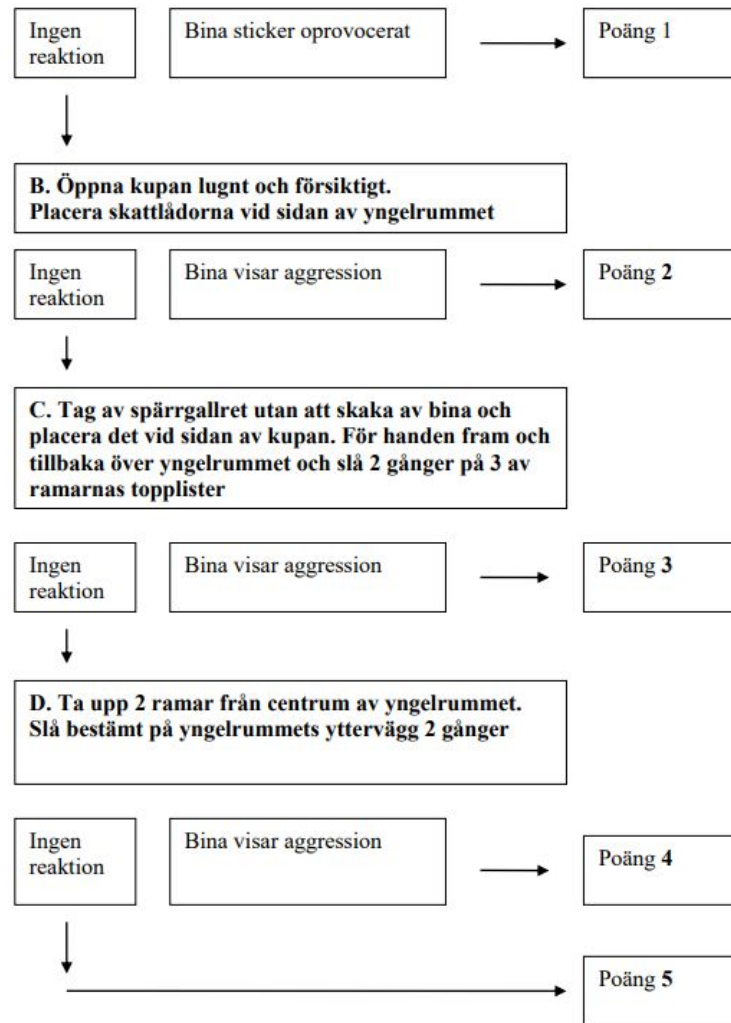 Ingen
reaktion
Bina sticker oprovocerat
Poäng 1
B. Öppna kupan lugnt och försiktigt.
Placera skattlådorna vid sidan av yngelrummet
Ingen
reaktion
Bina visar aggression
Poäng 2
C. Tag av spärrgallret utan att skaka av bina och
placera det vid sidan av kupan. För handen fram och
tillbaka över yngelrummet och slå 2 gånger på 3 av
ramarnas topplister
Ingen
reaktion
Bina visar aggression
Poäng 3
D. Ta upp 2 ramar från centrum av yngelrummet.
Slå bestämt på yngelrummets yttervägg 2 gånger
Ingen
reaktion
Bina visar aggression
Poäng 4
Poäng 5